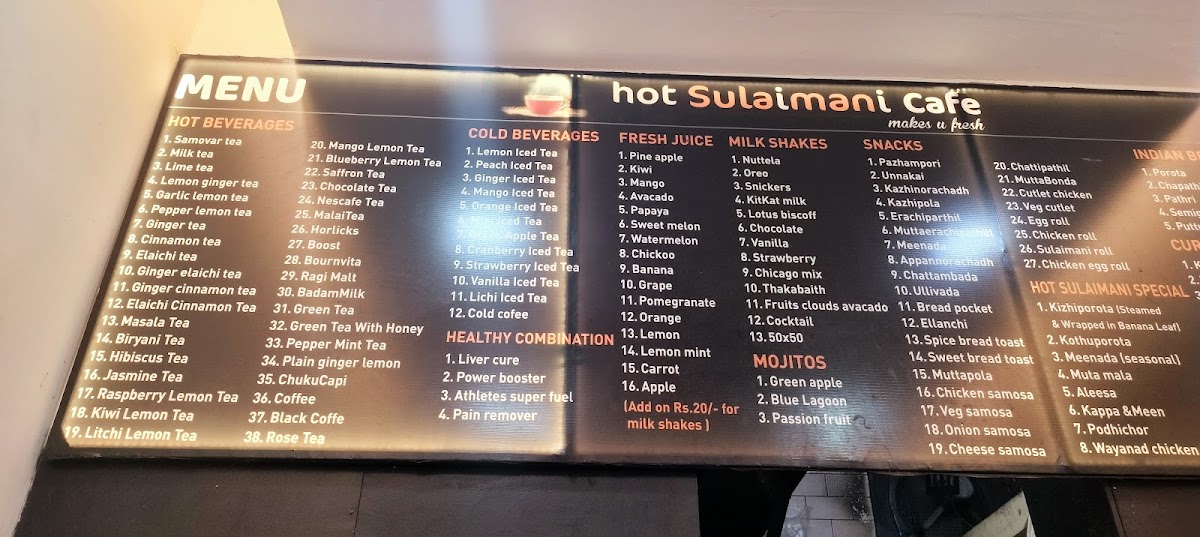 MENU
hot Sulaimani Cafe
makes u fresh
HOT BEVERAGES
1. Samovar tea
2. Milk tea
3. Lime tea
4. Lemon ginger tea
5. Garlic lemon tea
6. Pepper lemon tea
7. Ginger tea
8. Cinnamon tea
9. Elaichi tea
10. Ginger elaichi tea
11. Ginger cinnamon tea
12. Elaichi Cinnamon tea
13. Masala Tea
14. Biryani Tea
15. Hibiscus Tea
16. Jasmine Tea
17. Raspberry Lemon Tea
18. Kiwi Lemon Tea
19. Litchi Lemon Tea
20. Mango Lemon Tea
21. Blueberry Lemon Tea
22. Saffron Tea
23. Chocolate Tea
24. Nescafe Tea
25. MalaiTea
26. Horlicks
27. Boost
28. Bournvita
29. Ragi Malt
30. BadamMilk
31. Green Tea
32. Green Tea With Honey
33. Pepper Mint Tea
34. Plain ginger lemon
35. ChukuCapi
36. Coffee
37. Black Coffe
38. Rose Tea
COLD BEVERAGES
1. Lemon Iced Tea
2. Peach Iced Tea
3. Ginger Iced Tea
4. Mango Iced Tea
5. Orange Iced Tea
6. Iced Tea
7. Apple Tea
8. Cranberry Iced Tea
9. Strawberry Iced Tea
10. Vanilla Iced Tea
11. Lichi Iced Tea
12. Cold cofee
HEALTHY COMBINATION
1. Liver cure
2. Power booster
3. Athletes super fuel
4. Pain remover
FRESH JUICE
1. Pine apple
2. Kiwi
3. Mango
4. Avacado
5. Papaya
6. Sweet melon
7. Watermelon
8. Chickoo
9. Banana
10. Grape
11. Pomegranate
12. Orange
13. Lemon
14. Lemon mint
15. Carrot
16. Apple
(Add on Rs.20/- for
milk shakes )
MILK SHAKES
1. Nuttela
2. Oreo
3. Snickers
4. KitKat milk
5. Lotus biscoff
6. Chocolate
7. Vanilla
8. Strawberry
9. Chicago mix
10. Thakabaith
11. Fruits clouds avacado
12. Cocktail
13. 50x50
MOJITOS
1. Green apple
2. Blue Lagoon
3. Passion fruit
SNACKS
1. Pazhampori
2. Unnakai
3. Kazhinorachadh
4. Kazhipola
5. Erachiparthil
6. Muttaerachipathil
7. Meenada
8. Appannorachadh
9. Chattambada
10. Ullivada
11. Bread pocket
12. Ellanchi
13. Spice bread toast
14. Sweet bread toast
15. Muttapola
16. Chicken samosa
17. Veg samosa
18. Onion samosa
19. Cheese samosa
20. Chattipathil
21. MuttaBonda
22. Cutlet chicken
23. Veg cutlet
24. Egg roll
25. Chicken roll
26. Sulaimani roll
27. Chicken egg roll
HOT SULAIMANI SPECIAL
1. Kizhiporota (Steamed
& Wrapped in Banana Leaf)
2. Kothuporota
3. Meenada (seasonal)
4. Muta mala
5. Aleesa
6. Kappa &Meen
7. Podhichor
8. Wayanad chicken
INDIAN
1. Porota
2.
3. Pathri
4. Semi
5.